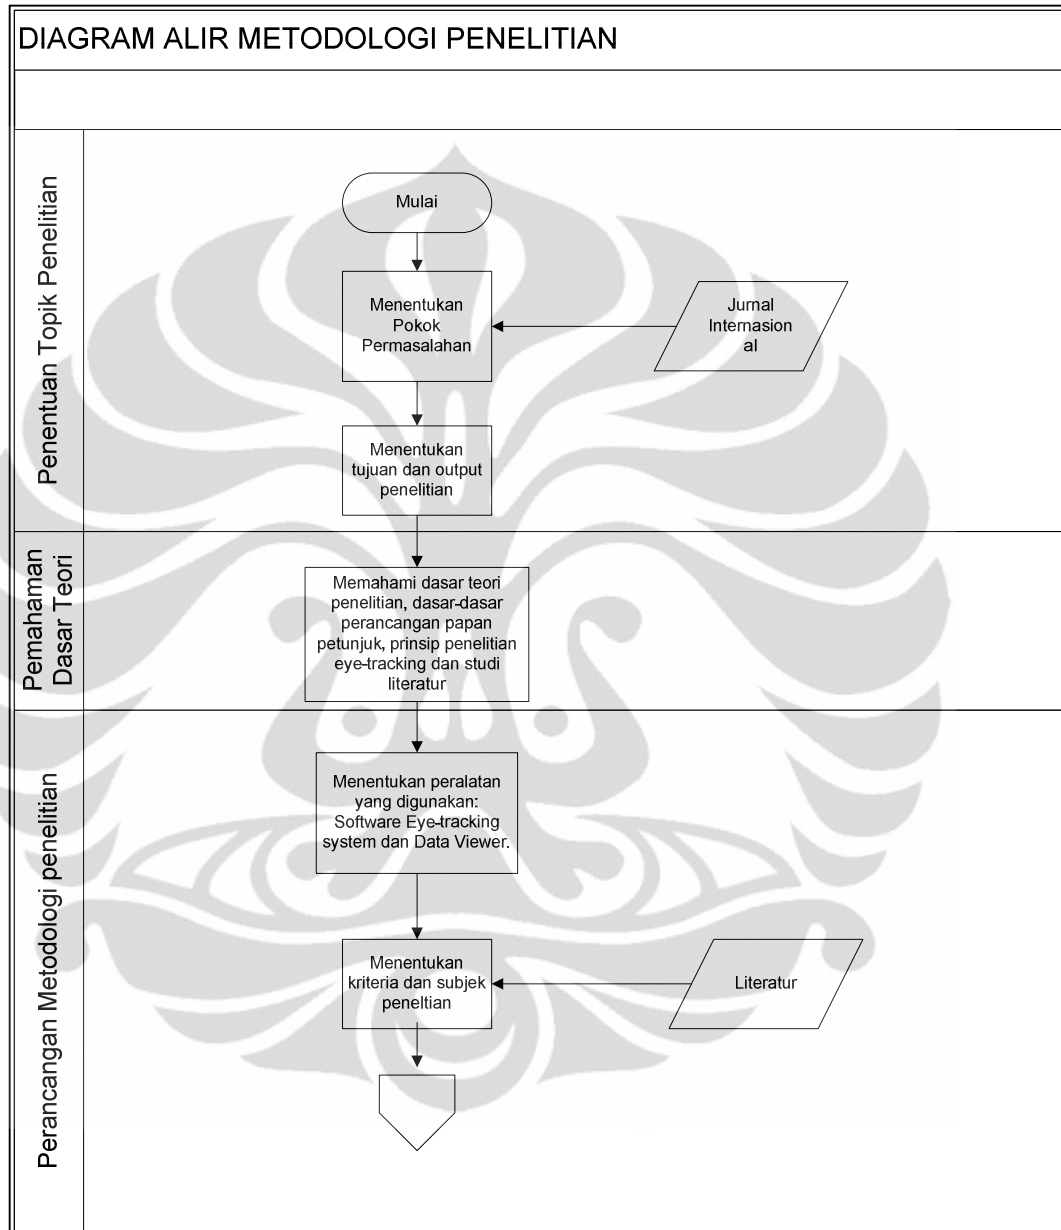 DIAGRAM ALIR METODOLOGI PENELITIAN
Penentuan Topik Penelitian
Mulai
Menentukan
Pokok
Permasalahan
Jurnal
Internasion
al
Menentukan
tujuan dan output
penelitian
Pemahaman
Dasar Teori
Memahami dasar teori
penelitian, dasar-dasar
perancangan papan
petunjuk, prinsip penelitian
eye-tracking dan studi
literatur
Perancangan Metodologi penelitian
Menentukan peralatan
yang digunakan:
Software Eye-tracking
system dan Data Viewer.
Menentukan
kriteria dan subjek
peneltian
Literatur